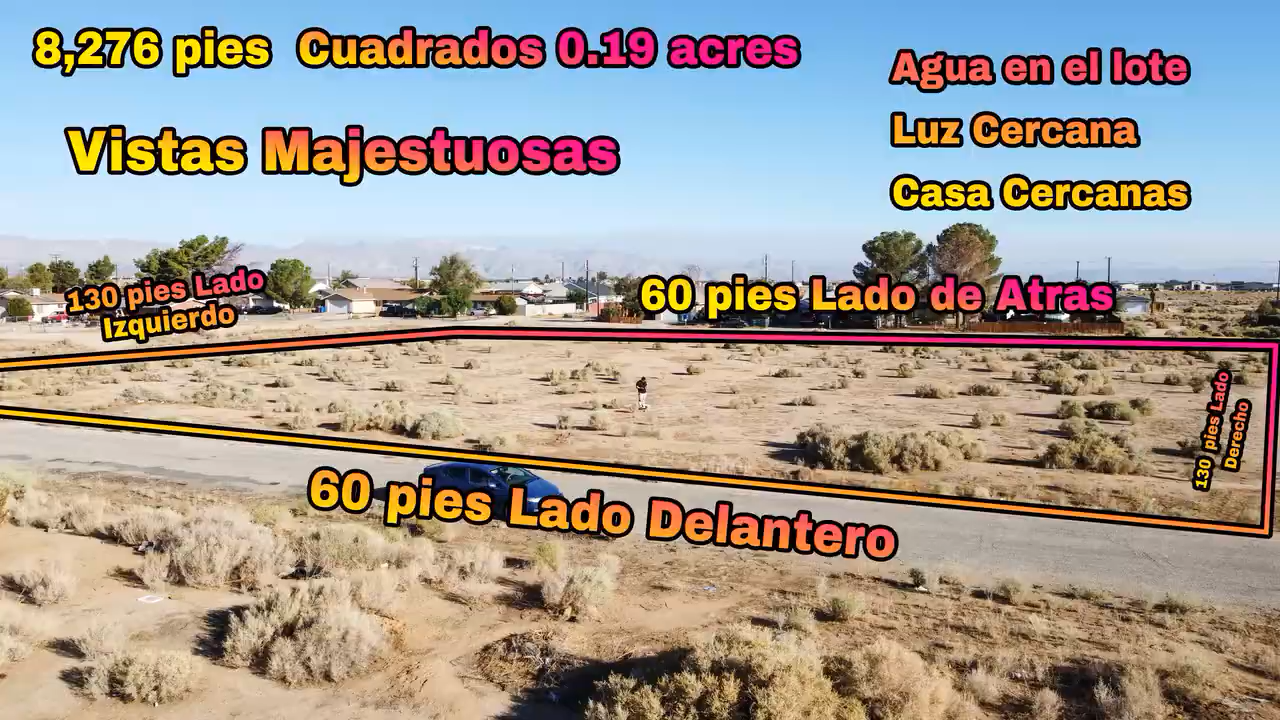 8,276 pies Cuadrados 0.19 acres
Agua en el lote
Vistas Majestuosas
Luz Cercana
Casa Cercanas
130 pies Lado
Izquierdo
60 pies Lado de Atras
130 pies Lado
Derecho
60 pies Lado Delantero